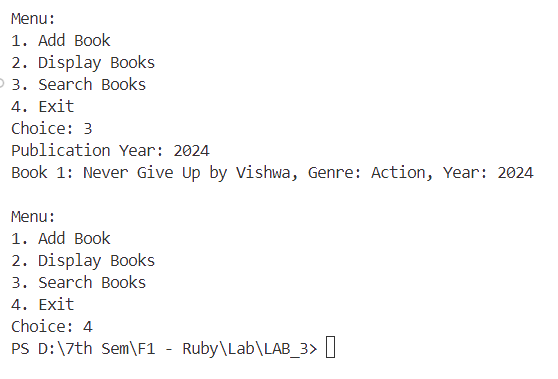 Menu:
1. Add Book
2. Display Books
3. Search Books
4. Exit
Choice: 3
Publication Year: 2024
Book 1: Never Give Up by Vishwa, Genre: Action, Year: 2024

Menu:
1. Add Book
2. Display Books
3. Search Books
4. Exit
Choice: 4
PS D:\7th Sem\F1 - Ruby\Lab\LAB_3>